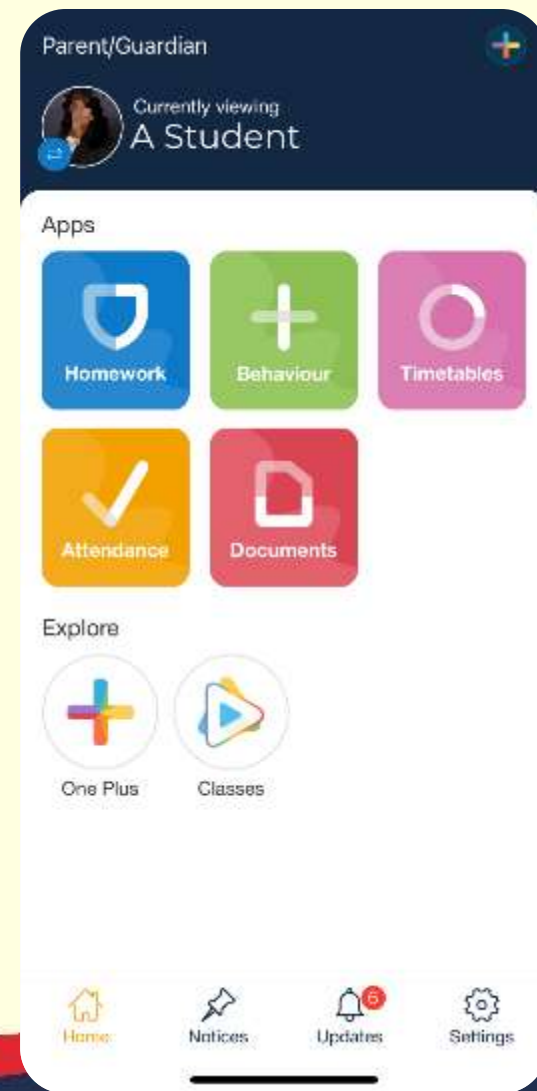 Parent/Guardian
Currently viewing
A Student
Apps
Homework
Behaviour
Timetables
Attendance
Documents
Explore
One Plus
Classes
6
Home
Notices
Updates
Settings